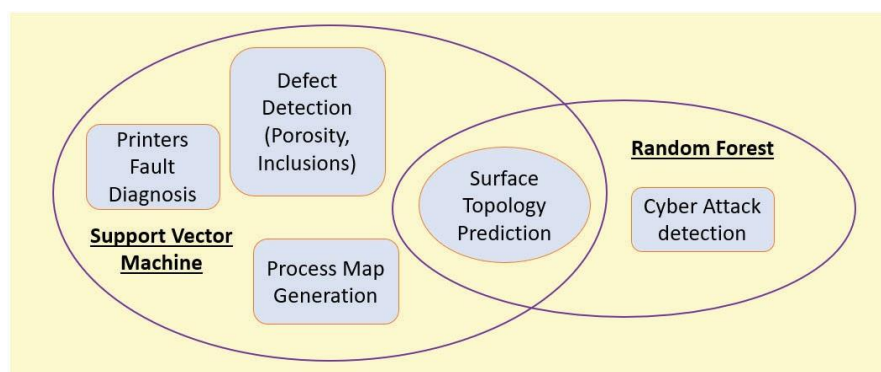 Defect
Detection
(Porosity,
Inclusions)
Printers
Fault
Diagnosis
Support Vector
Machine
Process Map
Generation
Surface
Topology
Prediction
Random Forest
Cyber Attack
detection